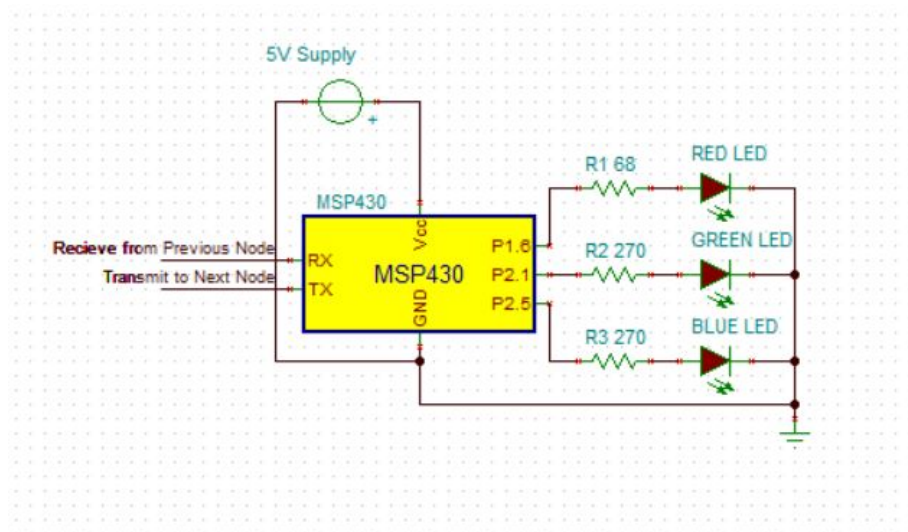 5V Supply
+
MSP430
Vcc
Recieve from Previous Node
RX
Transmit to Next Node
TX
MSP430
GND
P1.6
P2.1
P2.5
R1 68
RED LED
R2 270
GREEN LED
R3 270
BLUE LED